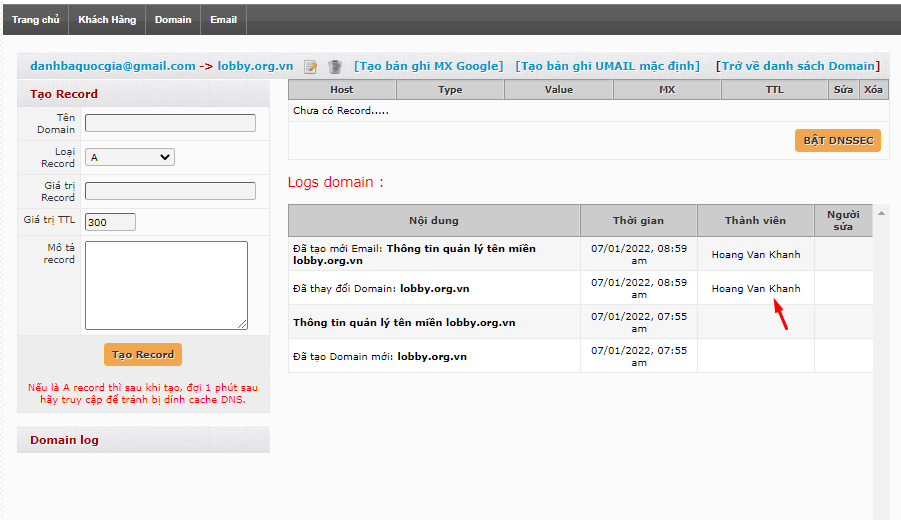 Trang chủ Khách Hàng Domain Email
danhbaquocgia@gmail.com -> lobby.org.vn [Tạo bản ghi MX Google] [Tạo bản ghi UMAIL mặc định] [Trở về danh sách Domain]
Tạo Record
Tên
Domain
Loại
Record
A
Giá trị
Record
Giá trị TTL
300
Mô tả
record
Tạo Record
Nếu là A record thì sau khi tạo, đợi 1 phút sau
hãy truy cập để tránh bị dính cache DNS.
Domain log
Host Type Value MX TTL Sửa Xóa
Chưa có Record.....
BẬT DNSSEC
Logs domain :
Nội dung Thời gian Thành viên Người
sửa
Đã tạo mới Email: Thông tin quản lý tên miền
lobby.org.vn
07/01/2022, 08:59
am
Hoang Van Khanh
Đã thay đổi Domain: lobby.org.vn
07/01/2022, 08:59
am
Hoang Van Khanh
Thông tin quản lý tên miền lobby.org.vn
07/01/2022, 07:55
am
Đã tạo Domain mới: lobby.org.vn
07/01/2022, 07:55
am